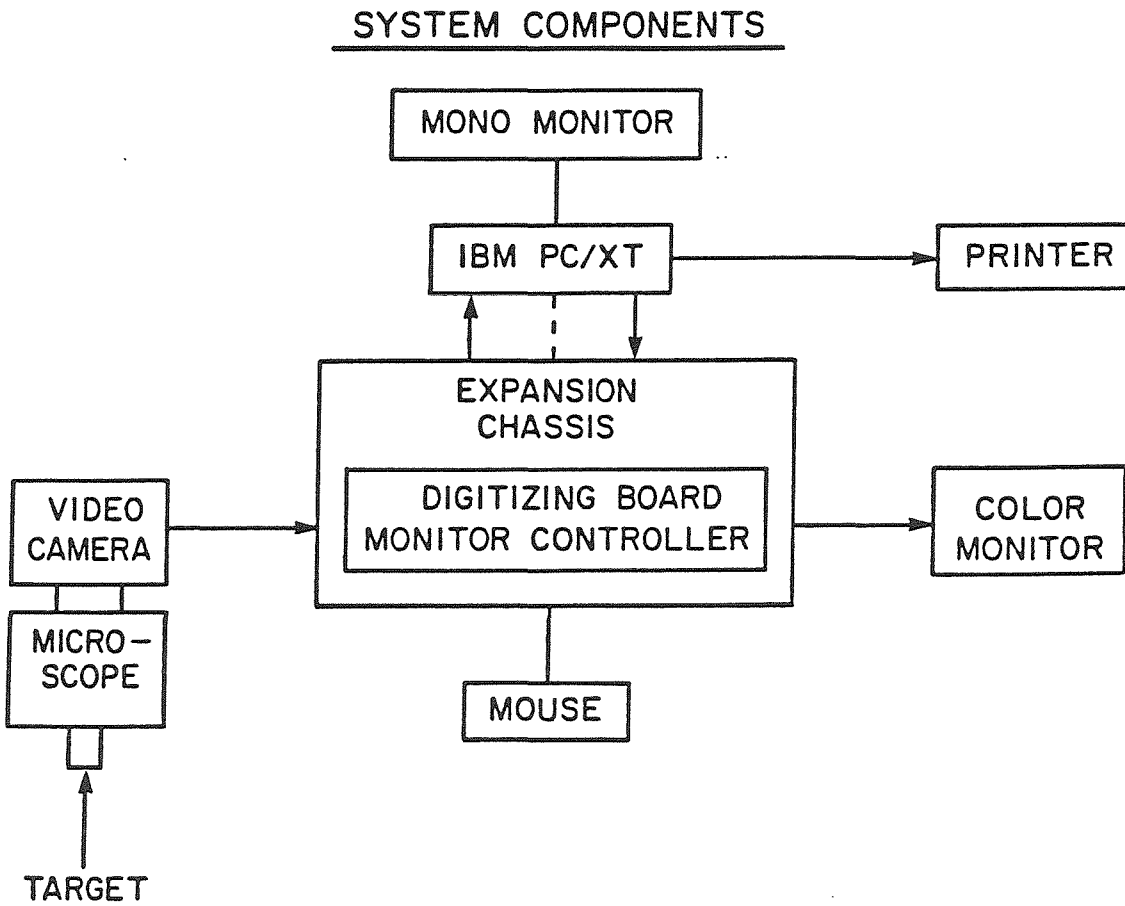 SYSTEM COMPONENTS
MONO MONITOR
IBM PC/XT
PRINTER
EXPANSION
CHASSIS
DIGITIZING BOARD
MONITOR CONTROLLER
VIDEO
CAMERA
COLOR
MONITOR
MICRO-
SCOPE
MOUSE
TARGET